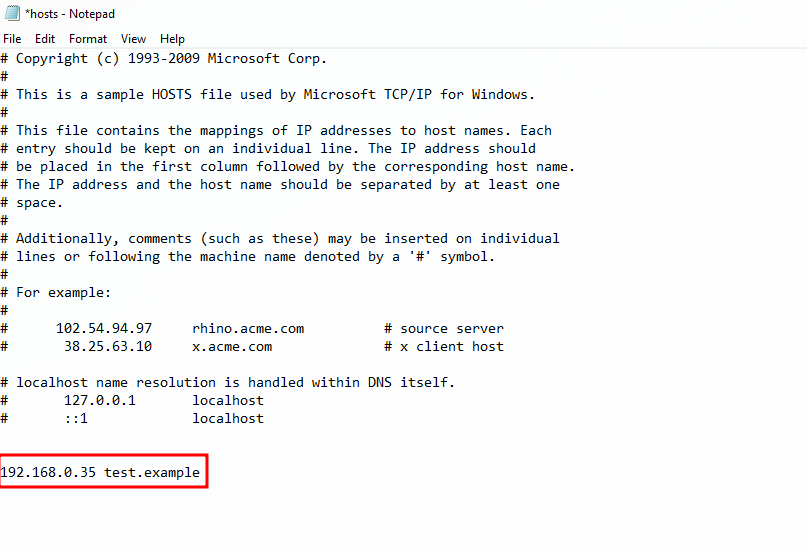 *hosts - Notepad
File Edit Format View Help
# Copyright (c) 1993-2009 Microsoft Corp.
#
# This is a sample HOSTS file used by Microsoft TCP/IP for Windows.
#
# This file contains the mappings of IP addresses to host names. Each
# entry should be kept on an individual line. The IP address should
# be placed in the first column followed by the corresponding host name.
# The IP address and the host name should be separated by at least one
# space.
#
# Additionally, comments (such as these) may be inserted on individual
# lines or following the machine name denoted by a '#' symbol.
#
# For example:
#
#      102.54.94.97     rhino.acme.com          # source server
#       38.25.63.10     x.acme.com              # x client host

# localhost name resolution is handled within DNS itself.
#       127.0.0.1       localhost
#       ::1             localhost

192.168.0.35 test.example